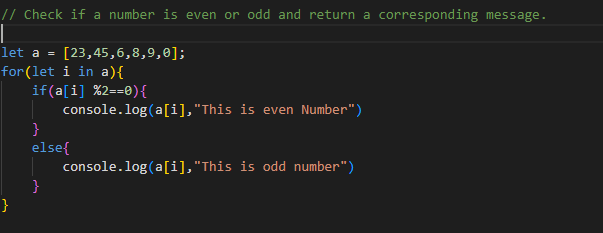 // Check if a number is even or odd and return a corresponding message.
let a = [23,45,6,8,9,0];
for(let i in a){
if(a[i] %2==0){
console.log(a[i],"This is even Number")
}
else{
console.log(a[i],"This is odd number")
}
}